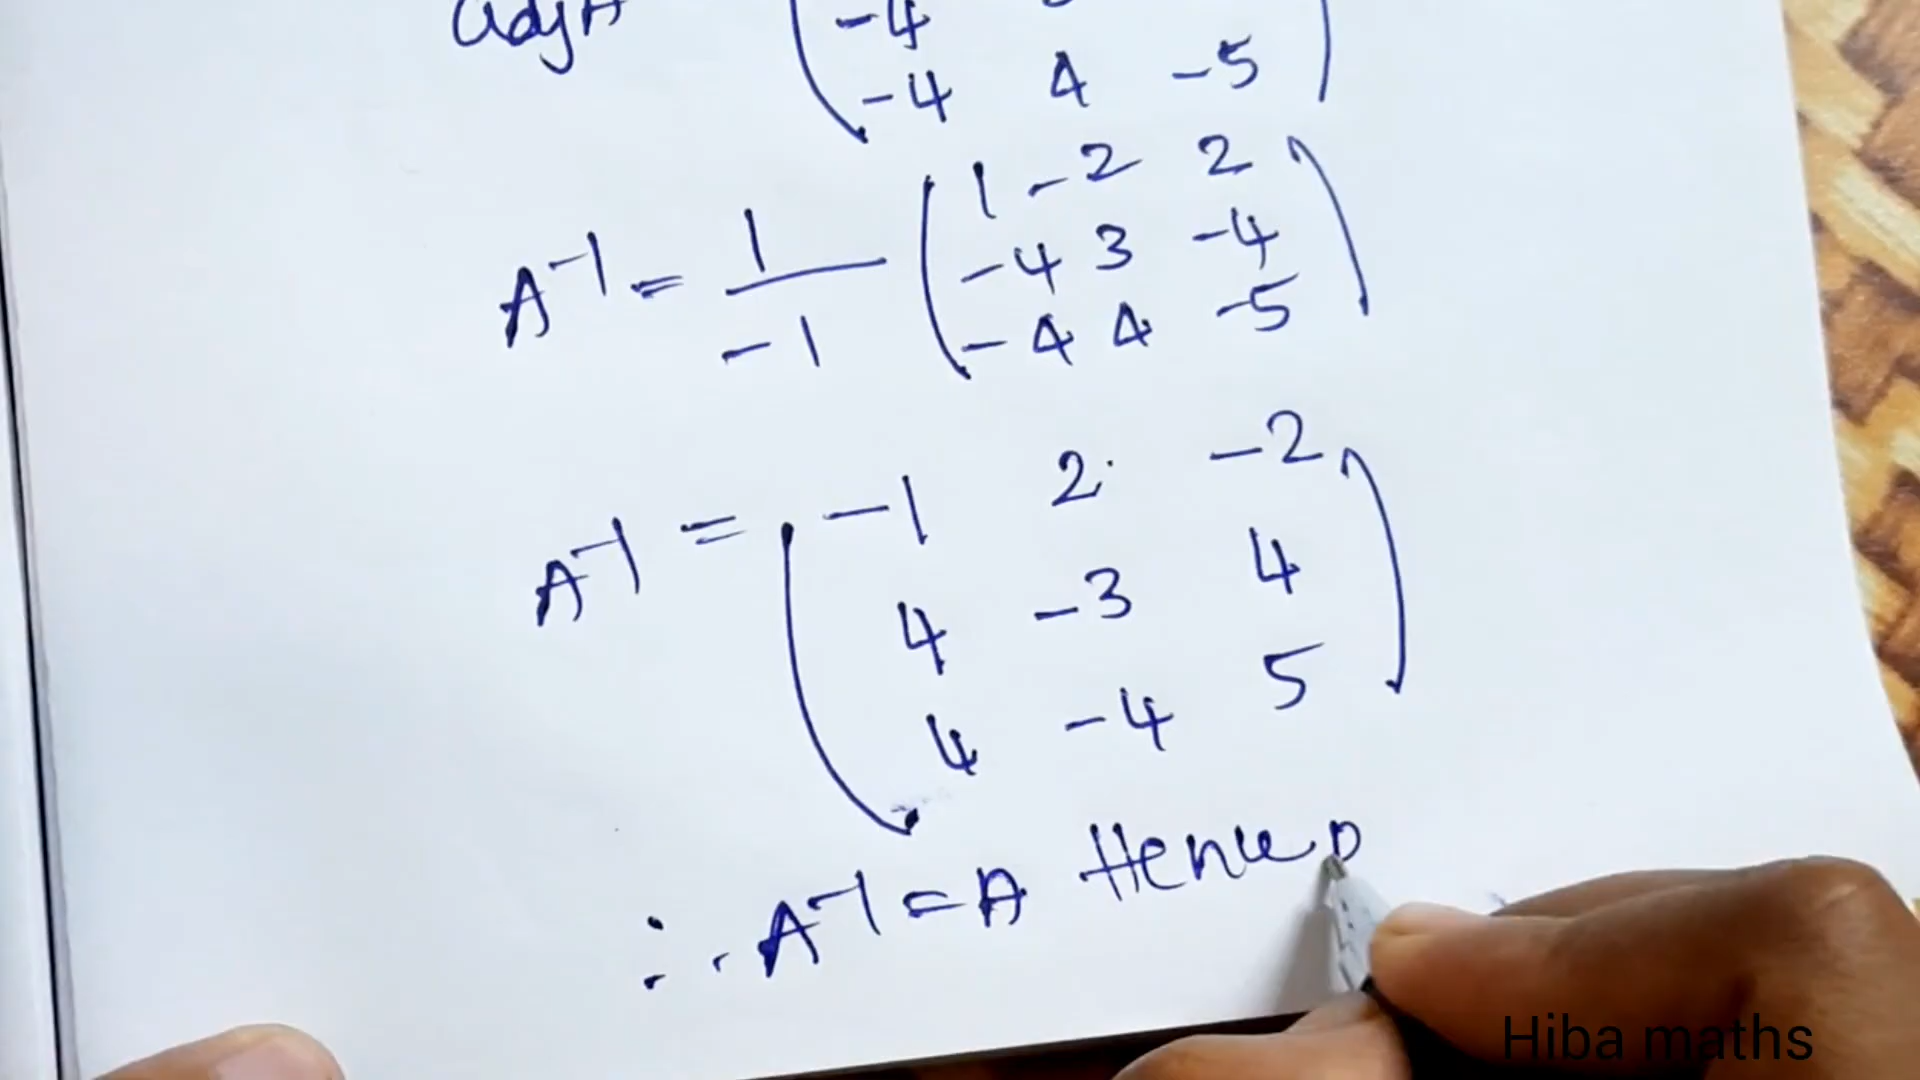 adjA -4
-4 4 -5
1 -2 2
A⁻¹ = 1/-1 -4 3 -4
-4 4 -5
-1 2 -2
A⁻¹ = 4 -3 4
4 -4 5
∴ A⁻¹ = A Hence p
Hiba maths